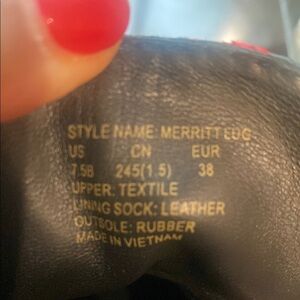 STYLE NAME: MERRITT LUG
US CN EUR
7.5B 245(1.5) 38
UPPER: TEXTILE
LINING SOCK: LEATHER
OUTSOLE: RUBBER
MADE IN VIETNAM